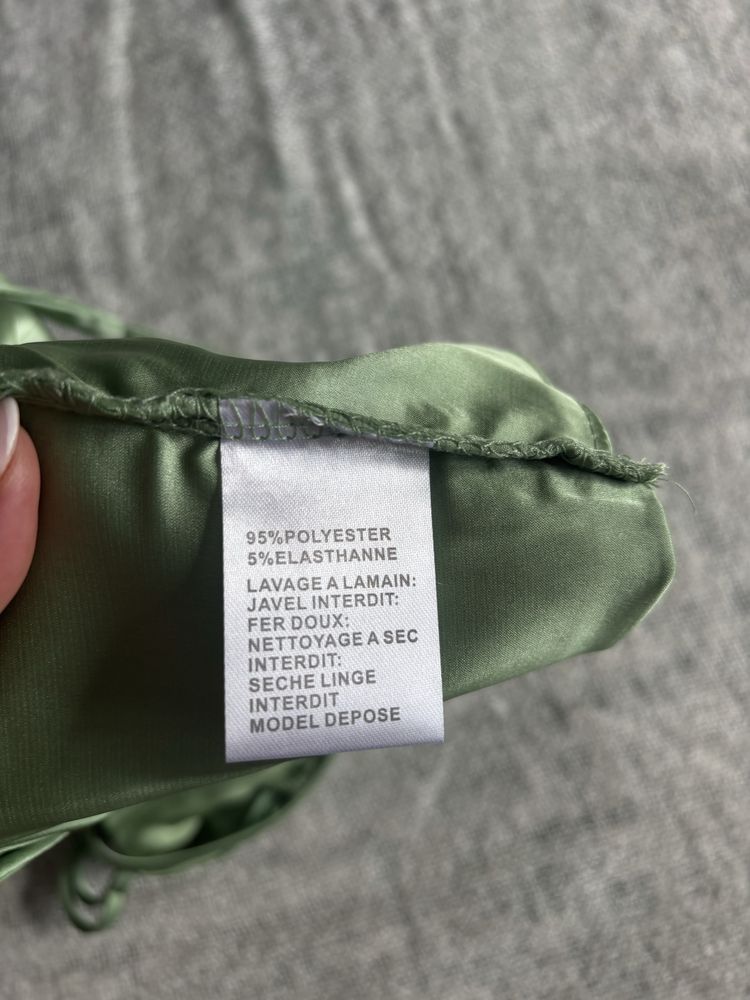 95%POLYESTER
5%ELASTHANNE
LAVAGE A LAMAIN:
JAVEL INTERDIT:
FER DOUX:
NETTOYAGE A SEC
INTERDIT:
SECHE LINGE
INTERDIT
MODEL DEPOSE